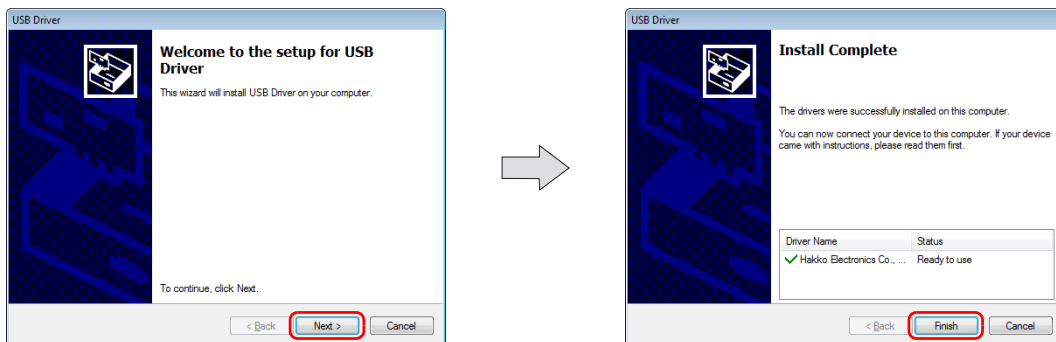 USB Driver
Welcome to the setup for USB
Driver
This wizard will install USB Driver on your computer.
To continue, click Next.
< Back
Next >
Cancel
USB Driver
Install Complete
The drivers were successfully installed on this computer.
You can now connect your device to this computer. If your device
came with instructions, please read them first.
Driver Name Status
Hakko Electronics Co., ... Ready to use
< Back
Finish
Cancel